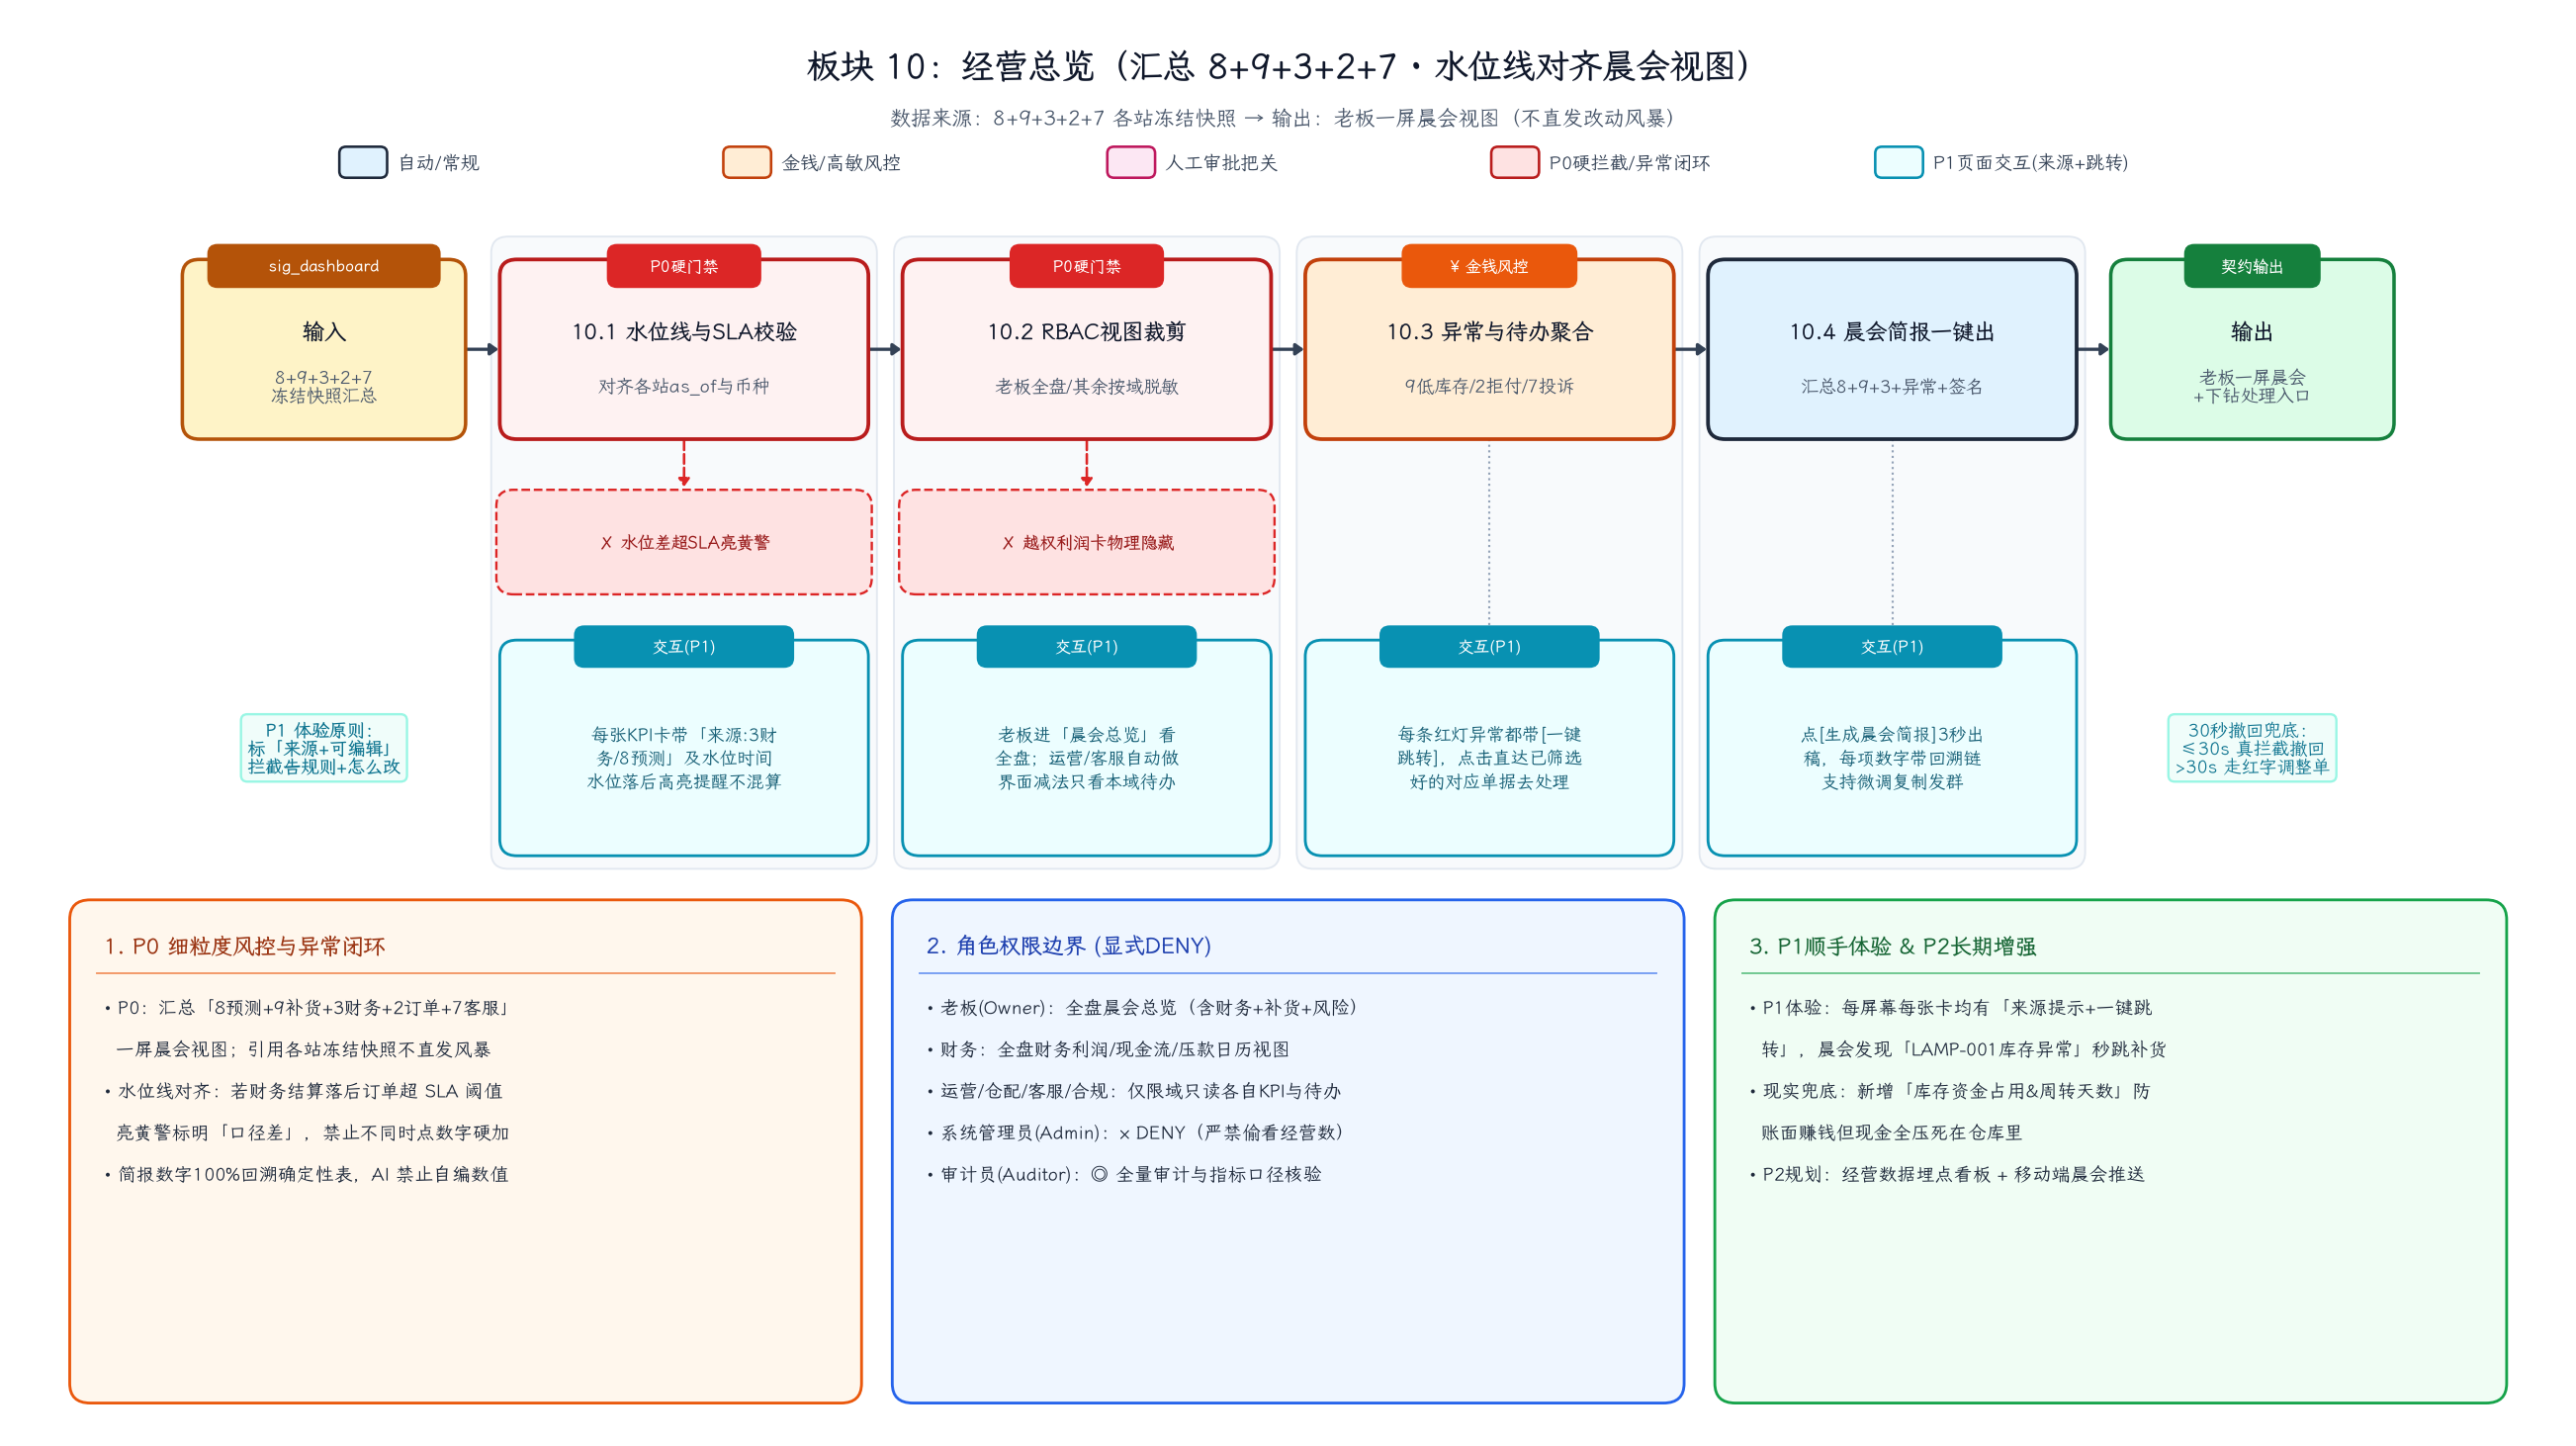 板块 10：经营总览（汇总 8+9+3+2+7・水位线对齐晨会视图）
数据来源：8+9+3+2+7 各站冻结快照 → 输出：老板一屏晨会视图（不直发改动风暴）
自动/常规
金钱/高敏风控
人工审批把关
P0硬拦截/异常闭环
P1页面交互(来源+跳转)
sig_dashboard
输入
8+9+3+2+7
冻结快照汇总
P0硬门禁
10.1 水位线与SLA校验
对齐各站as_of与币种
P0硬门禁
10.2 RBAC视图裁剪
老板全盘/其余按域脱敏
¥ 金钱风控
10.3 异常与待办聚合
9低库存/2拒付/7投诉
10.4 晨会简报一键出
汇总8+9+3+异常+签名
契约输出
输出
老板一屏晨会
+下钻处理入口
X 水位差超SLA亮黄警
X 越权利润卡物理隐藏
P1 体验原则：
标「来源+可编辑」
拦截告规则+怎么改
交互(P1)
每张KPI卡带「来源:3财
务/8预测」及水位时间
水位落后高亮提醒不混算
交互(P1)
老板进「晨会总览」看
全盘；运营/客服自动做
界面减法只看本域待办
交互(P1)
每条红灯异常都带[一键
跳转]，点击直达已筛选
好的对应单据去处理
交互(P1)
点[生成晨会简报]3秒出
稿，每项数字带回溯链
支持微调复制发群
30秒撤回兜底：
≤30s 真拦截撤回
>30s 走红字调整单
1. P0 细粒度风控与异常闭环
• P0：汇总「8预测+9补货+3财务+2订单+7客服」
一屏晨会视图；引用各站冻结快照不直发风暴
• 水位线对齐：若财务结算落后订单超 SLA 阈值
亮黄警标明「口径差」，禁止不同时点数字硬加
• 简报数字100%回溯确定性表，AI 禁止自编数值
2. 角色权限边界 (显式DENY)
• 老板(Owner)：全盘晨会总览（含财务+补货+风险）
• 财务：全盘财务利润/现金流/压款日历视图
• 运营/仓配/客服/合规：仅限域只读各自KPI与待办
• 系统管理员(Admin)：× DENY（严禁偷看经营数）
• 审计员(Auditor)：◎ 全量审计与指标口径核验
3. P1顺手体验 & P2长期增强
• P1体验：每屏幕每张卡均有「来源提示+一键跳
转」，晨会发现「LAMP-001库存异常」秒跳补货
• 现实兜底：新增「库存资金占用&周转天数」防
账面赚钱但现金全压死在仓库里
• P2规划：经营数据埋点看板 + 移动端晨会推送